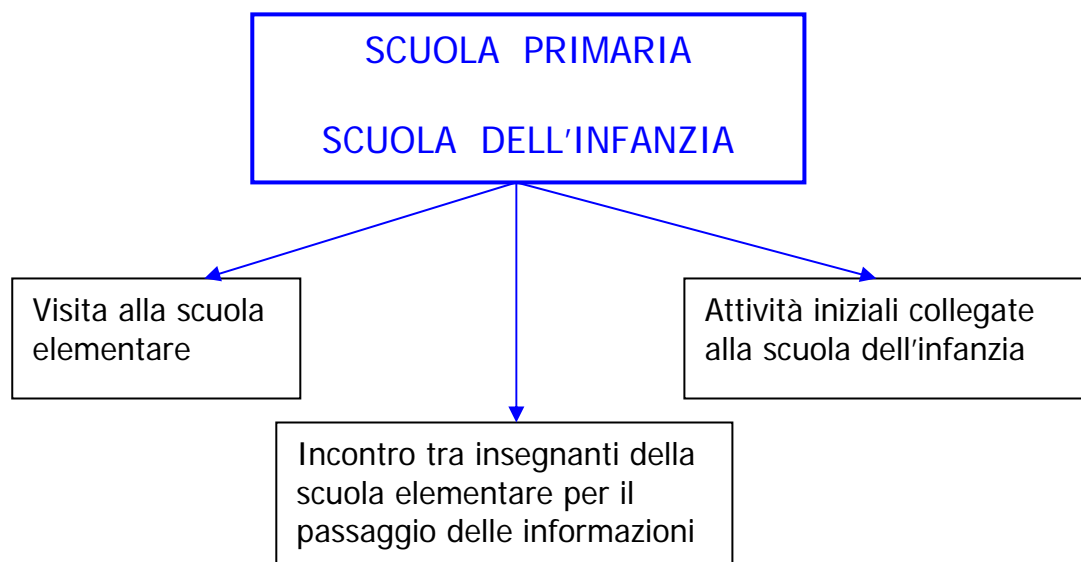 SCUOLA PRIMARIA
SCUOLA DELL'INFANZIA
Visita alla scuola
elementare
Attività iniziali collegate
alla scuola dell'infanzia
Incontro tra insegnanti della
scuola elementare per il
passaggio delle informazioni